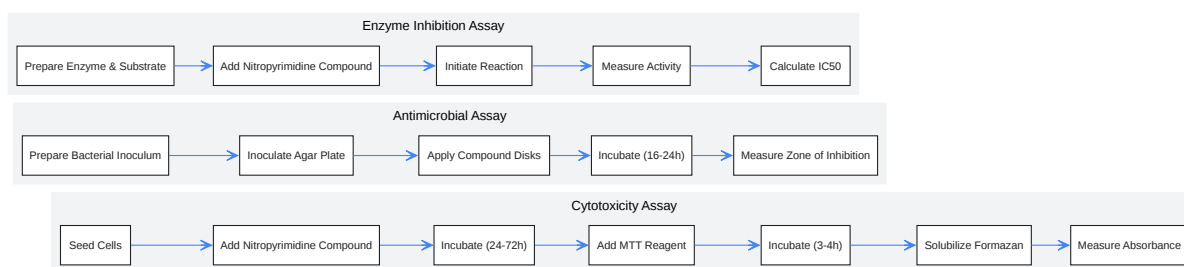 Enzyme Inhibition Assay
Prepare Enzyme & Substrate
Add Nitropyrimidine Compound
Initiate Reaction
Measure Activity
Calculate IC50
Antimicrobial Assay
Prepare Bacterial Inoculum
Inoculate Agar Plate
Apply Compound Disks
Incubate (16-24h)
Measure Zone of Inhibition
Cytotoxicity Assay
Seed Cells
Add Nitropyrimidine Compound
Incubate (24-72h)
Add MTT Reagent
Incubate (3-4h)
Solubilize Formazan
Measure Absorbance